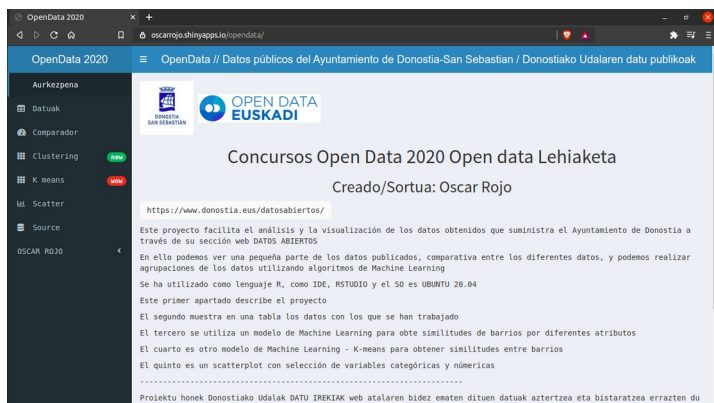 OpenData 2020
oscarrojo.shinyapps.io/opendata/
OpenData 2020
OpenData // Datos públicos del Ayuntamiento de Donostia-San Sebastian / Donostiako Udalaren datu publikoak
Aurkezpena
Datuak
Comparador
Clustering new
K means wow
Scatter
Source
OSCAR ROJO
DONOSTIA
SAN SEBASTIÁN
OPEN DATA
EUSKADI
Concursos Open Data 2020 Open data Lehiaketa
Creado/Sortua: Oscar Rojo
https://www.donostia.eus/datosabiertos/
Este proyecto facilita el análisis y la visualización de los datos obtenidos que suministra el Ayuntamiento de Donostia a
través de su sección web DATOS ABIERTOS
En ello podemos ver una pequeña parte de los datos publicados, comparativa entre los diferentes datos, y podemos realizar
agrupaciones de los datos utilizando algoritmos de Machine Learning
Se ha utilizado como lenguaje R, como IDE, RSTUDIO y el SO es UBUNTU 20.04
Este primer apartado describe el proyecto
El segundo muestra en una tabla los datos con los que se han trabajado
El tercero se utiliza un modelo de Machine Learning para obte similitudes de barrios por diferentes atributos
El cuarto es otro modelo de Machine Learning - K-means para obtener similitudes entre barrios
El quinto es un scatterplot con selección de variables categóricas y númericas
--------------------------------------------------------------------
Proiektu honek Donostiako Udalak DATU IREKIAK web atalaren bidez ematen dituen datuak aztertzea eta bistaratzea errazten du